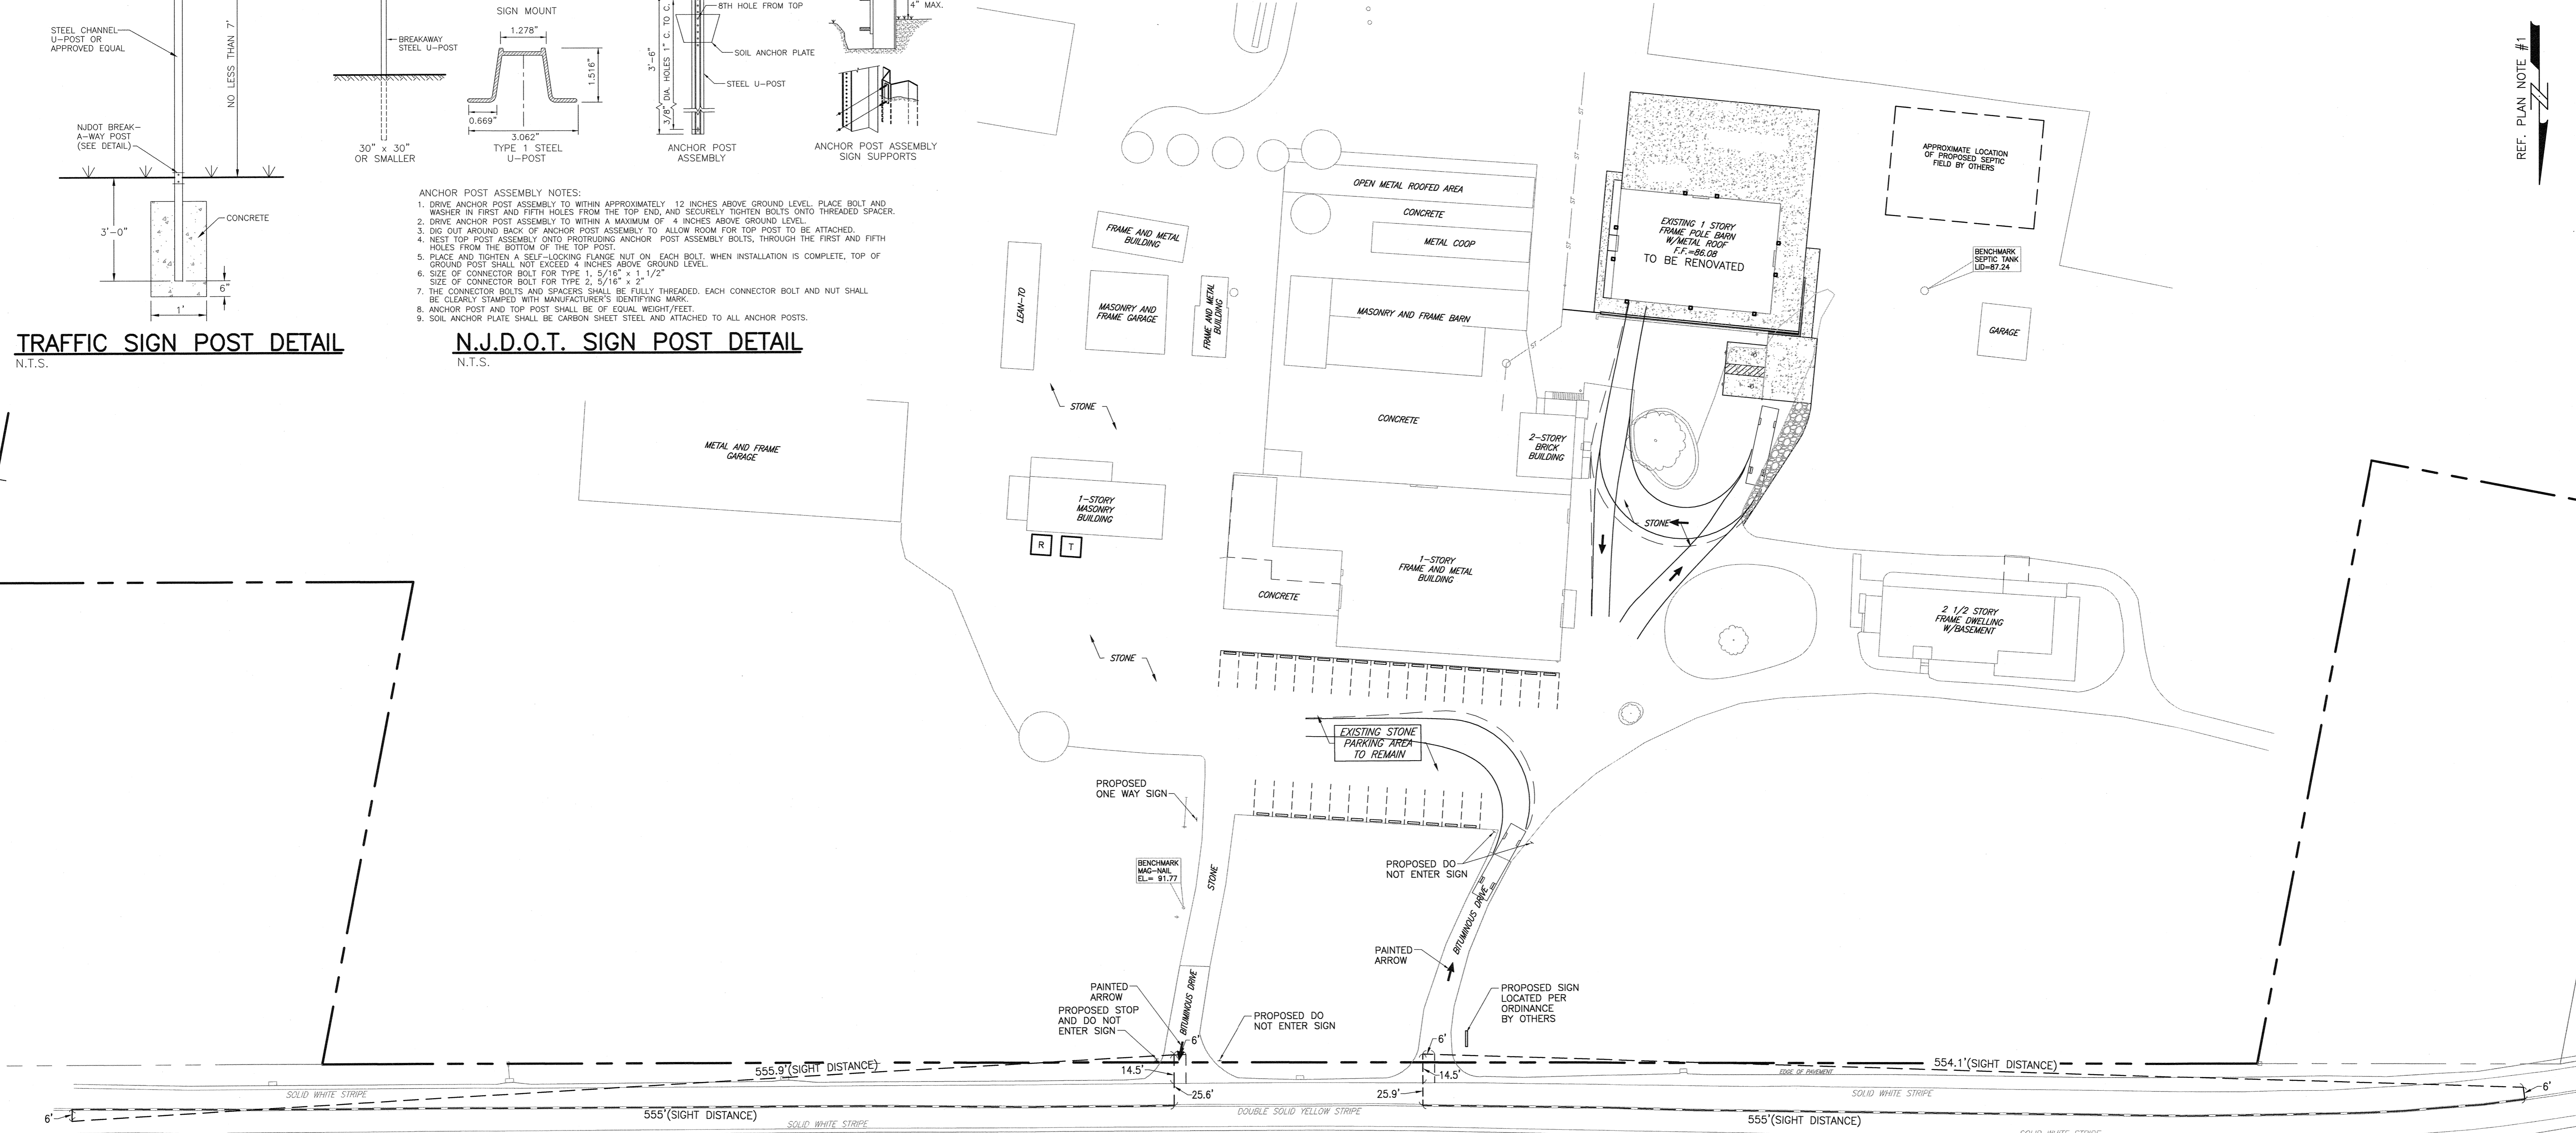 STEEL CHANNEL
U-POST OR
APPROVED EQUAL
NO LESS THAN 7'
NJDOT BREAK-
A-WAY POST
(SEE DETAIL)
CONCRETE
3'-0"
6"
1'
TRAFFIC SIGN POST DETAIL
N.T.S.
BREAKAWAY
STEEL U-POST
30" x 30"
OR SMALLER
SIGN MOUNT
1.278"
1.516"
0.669"
3.062"
TYPE 1 STEEL
U-POST
3'-6"
3/8" DIA. HOLES 1" C. TO C.
8TH HOLE FROM TOP
SOIL ANCHOR PLATE
STEEL U-POST
ANCHOR POST
ASSEMBLY
4" MAX.
ANCHOR POST ASSEMBLY
SIGN SUPPORTS
ANCHOR POST ASSEMBLY NOTES:
1. DRIVE ANCHOR POST ASSEMBLY TO WITHIN APPROXIMATELY 12 INCHES ABOVE GROUND LEVEL. PLACE BOLT AND
WASHER IN FIRST AND FIFTH HOLES FROM THE TOP END, AND SECURELY TIGHTEN BOLTS ONTO THREADED SPACER.
2. DRIVE ANCHOR POST ASSEMBLY TO WITHIN A MAXIMUM OF 4 INCHES ABOVE GROUND LEVEL.
3. DIG OUT AROUND BACK OF ANCHOR POST ASSEMBLY TO ALLOW ROOM FOR TOP POST TO BE ATTACHED.
4. NEST TOP POST ASSEMBLY ONTO PROTRUDING ANCHOR POST ASSEMBLY BOLTS, THROUGH THE FIRST AND FIFTH
HOLES FROM THE BOTTOM OF THE TOP POST.
5. PLACE AND TIGHTEN A SELF-LOCKING FLANGE NUT ON EACH BOLT. WHEN INSTALLATION IS COMPLETE, TOP OF
GROUND POST SHALL NOT EXCEED 4 INCHES ABOVE GROUND LEVEL.
6. SIZE OF CONNECTOR BOLT FOR TYPE 1, 5/16" x 1 1/2"
SIZE OF CONNECTOR BOLT FOR TYPE 2, 5/16" x 2"
7. THE CONNECTOR BOLTS AND SPACERS SHALL BE FULLY THREADED. EACH CONNECTOR BOLT AND NUT SHALL
BE CLEARLY STAMPED WITH MANUFACTURER'S IDENTIFYING MARK.
8. ANCHOR POST AND TOP POST SHALL BE OF EQUAL WEIGHT/FEET.
9. SOIL ANCHOR PLATE SHALL BE CARBON SHEET STEEL AND ATTACHED TO ALL ANCHOR POSTS.
N.J.D.O.T. SIGN POST DETAIL
N.T.S.
REF. PLAN NOTE #1
N
ST
ST
ST
ST
APPROXIMATE LOCATION
OF PROPOSED SEPTIC
FIELD BY OTHERS
OPEN METAL ROOFED AREA
CONCRETE
METAL COOP
EXISTING 1 STORY
FRAME POLE BARN
W/METAL ROOF
F.F.=86.08
TO BE RENOVATED
FRAME AND METAL
BUILDING
BENCHMARK
SEPTIC TANK
LID=87.24
LEAN-TO
MASONRY AND
FRAME GARAGE
FRAME AND METAL
BUILDING
MASONRY AND FRAME BARN
GARAGE
STONE
METAL AND FRAME
GARAGE
CONCRETE
2-STORY
BRICK
BUILDING
1-STORY
MASONRY
BUILDING
STONE
R
T
1-STORY
FRAME AND METAL
BUILDING
CONCRETE
2 1/2 STORY
FRAME DWELLING
W/BASEMENT
STONE
EXISTING STONE
PARKING AREA
TO REMAIN
PROPOSED
ONE WAY SIGN
BENCHMARK
MAG-NAIL
EL.= 91.77
STONE
PROPOSED DO
NOT ENTER SIGN
BITUMINOUS DRIVE
PAINTED
ARROW
PAINTED
ARROW
BITUMINOUS DRIVE
PROPOSED SIGN
LOCATED PER
ORDINANCE
BY OTHERS
PROPOSED STOP
AND DO NOT
ENTER SIGN
PROPOSED DO
NOT ENTER SIGN
6'
6'
555.9'(SIGHT DISTANCE)
14.5'
14.5'
554.1'(SIGHT DISTANCE)
EDGE OF PAVEMENT
SOLID WHITE STRIPE
25.6'
25.9'
SOLID WHITE STRIPE
6'
6'
555'(SIGHT DISTANCE)
DOUBLE SOLID YELLOW STRIPE
555'(SIGHT DISTANCE)
SOLID WHITE STRIPE
SOLID WHITE STRIPE